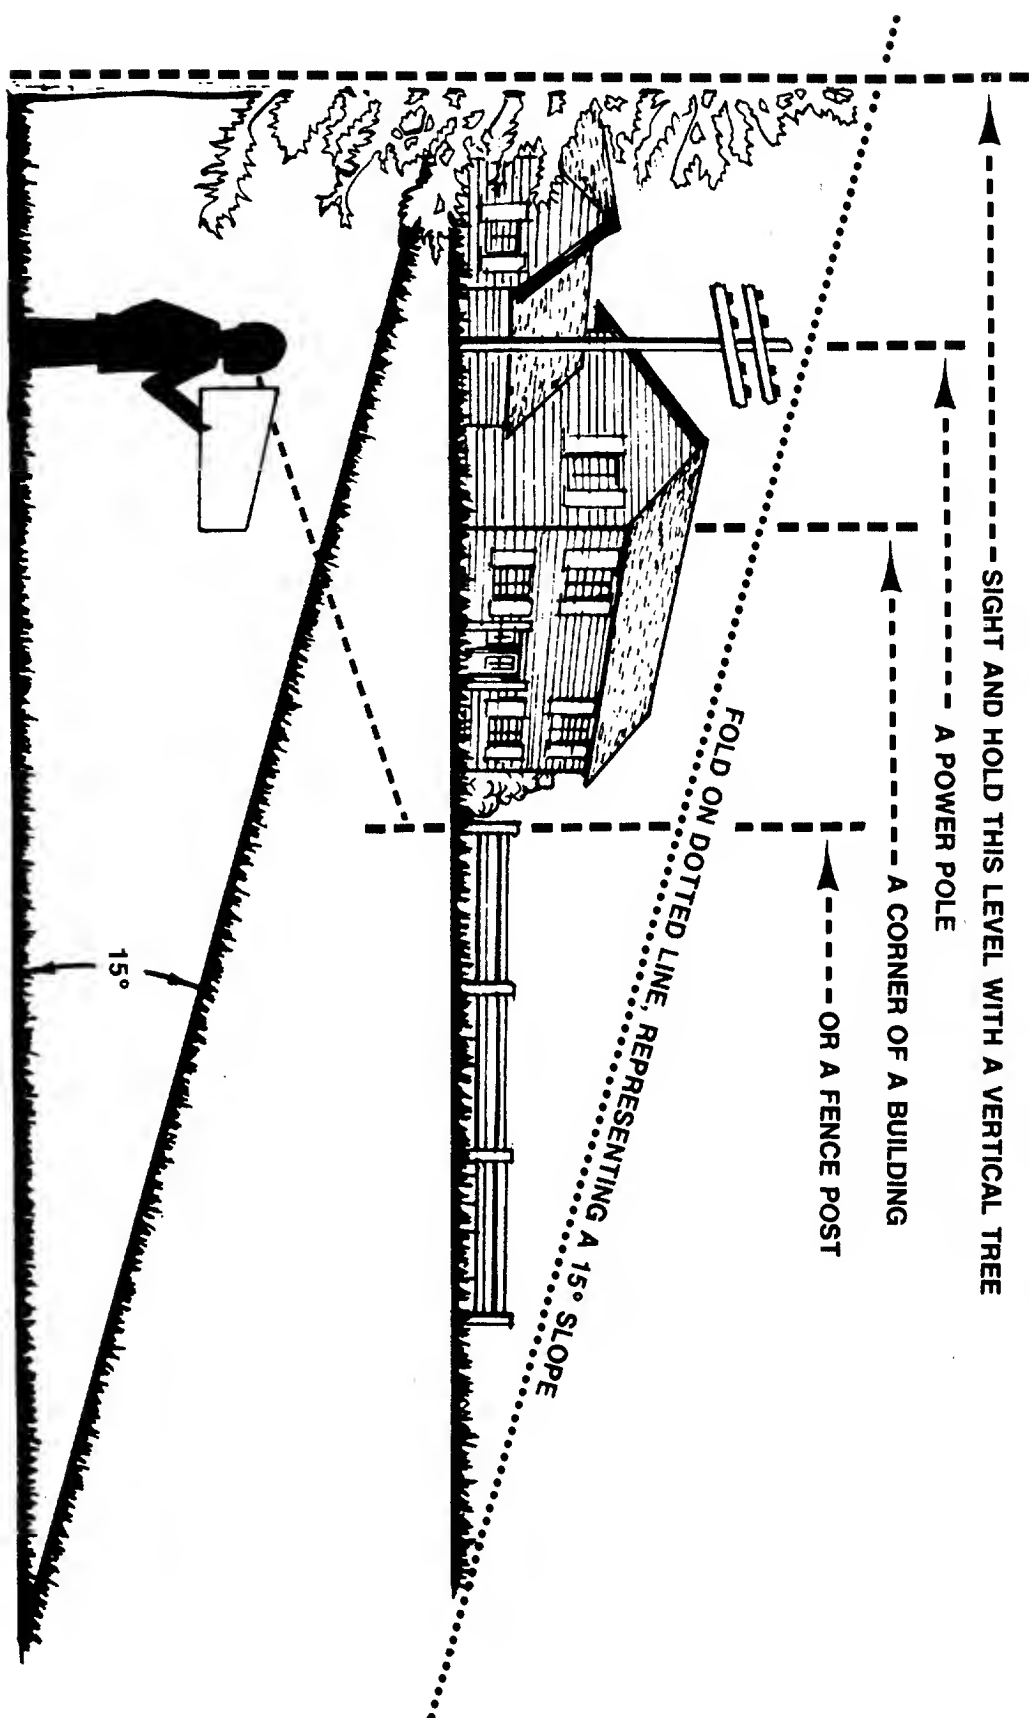 SIGHT AND HOLD THIS LEVEL WITH A VERTICAL TREE
A POWER POLE
A CORNER OF A BUILDING
OR A FENCE POST
FOLD ON DOTTED LINE, REPRESENTING A 15° SLOPE
15°